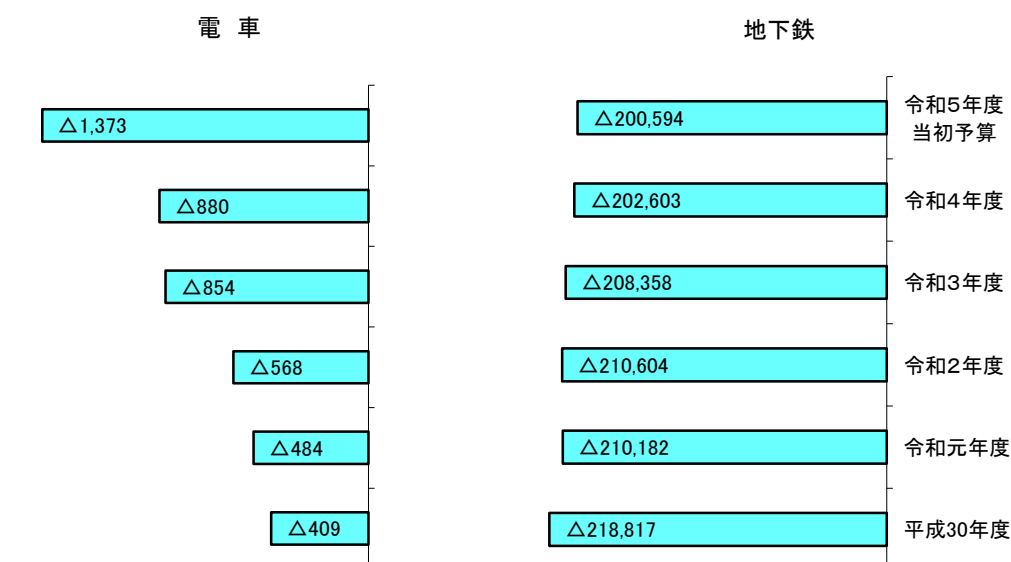 電 車
地下鉄
△1,373
△200,594
令和5年度
当初予算
△880
△202,603
令和4年度
△854
△208,358
令和3年度
△568
△210,604
令和2年度
△484
△210,182
令和元年度
△409
△218,817
平成30年度